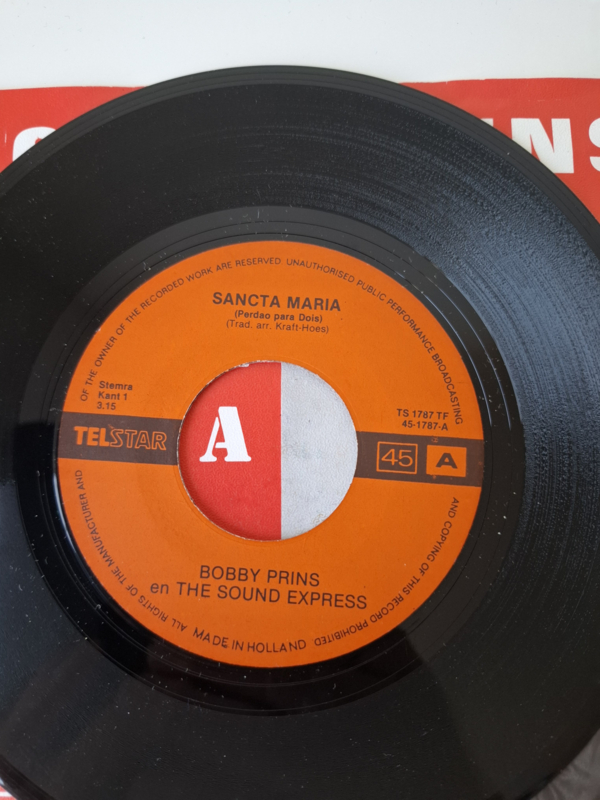 NS
SANCTA MARIA
(Perdao para Dois)
(Trad. arr. Kraft-Hoes)
Stemra
Kant 1
3.15
TS 1787 TF
45-1787-A
TELSTAR
A
45 A
BOBBY PRINS
en THE SOUND EXPRESS
MADE IN HOLLAND
ALL RIGHTS OF THE MANUFACTURER AND
OF THE OWNER OF THE RECORDED WORK ARE RESERVED UNAUTHORISED PUBLIC PERFORMANCE BROADCASTING
AND COPYING OF THIS RECORD PROHIBITED